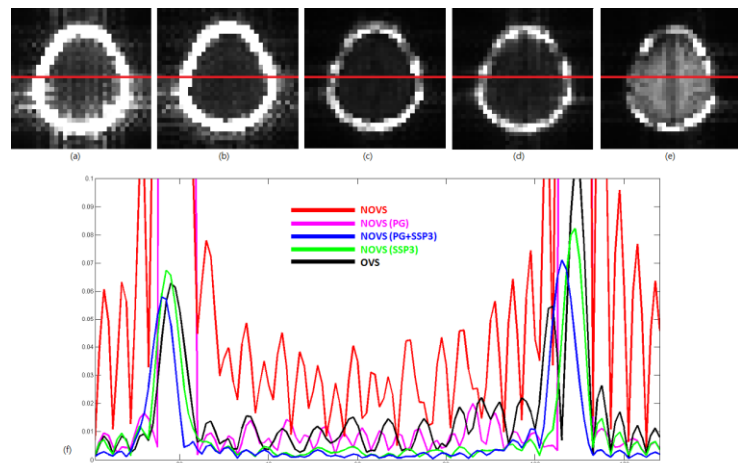 (a) (b) (c) (d) (e)
0.1
0.09
0.08
0.07
0.06
0.05
0.04
0.03
0.02
0.01
0
NOVS
NOVS (PG)
NOVS (PG+SSP3)
NOVS (SSP3)
OVS
(f)